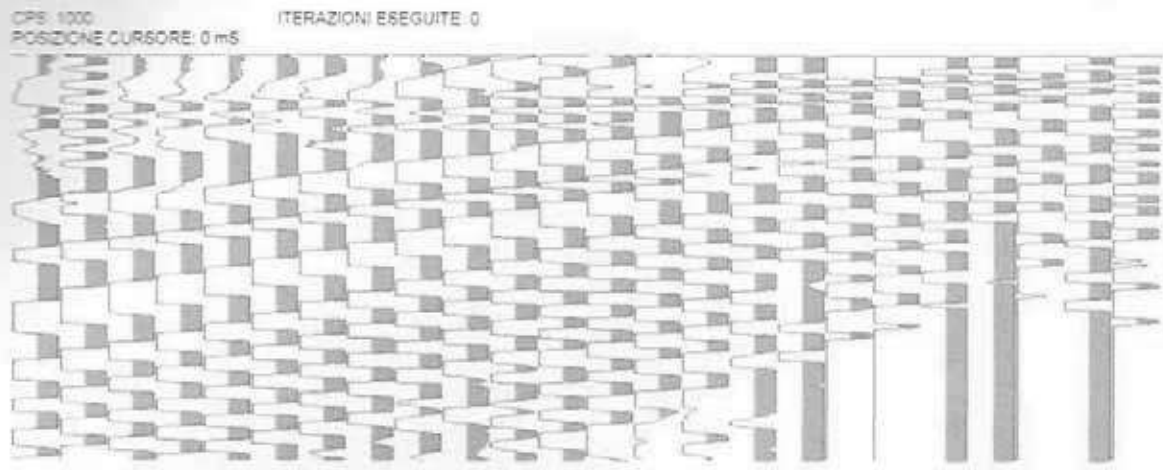 CPS: 1000 ITERAZIONI ESEGUITE: 0
POSIZIONE CURSORE: 0 mS